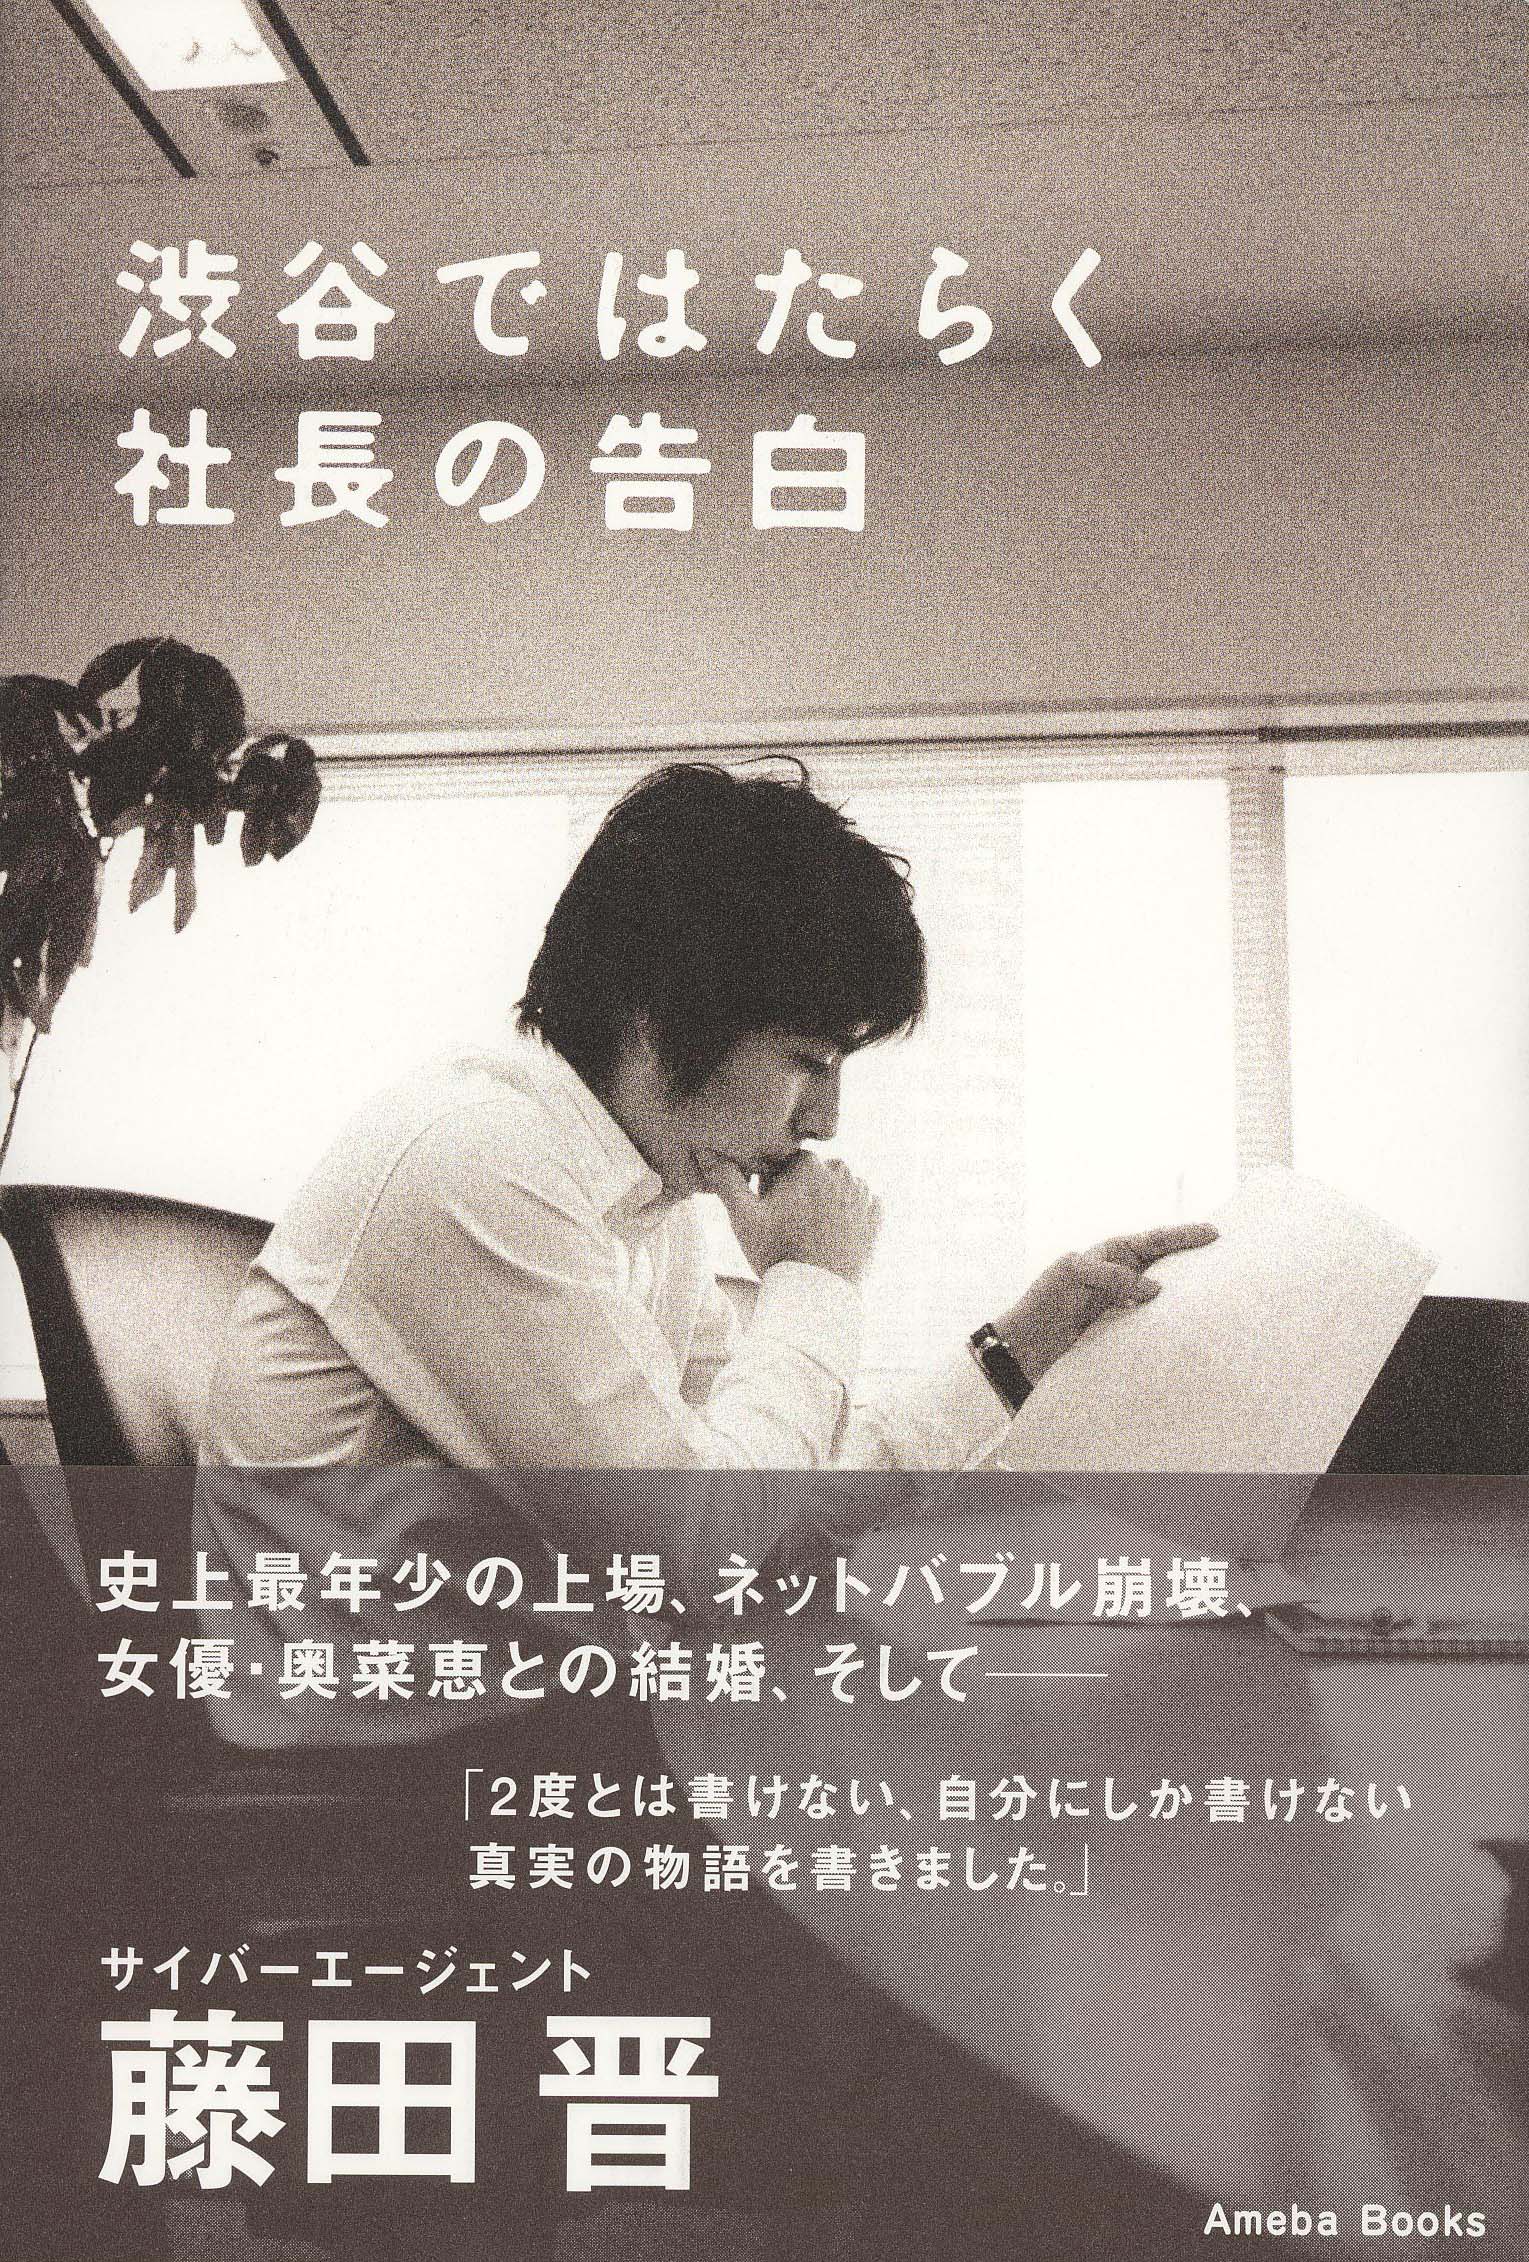 渋谷ではたらく
社長の告白
史上最年少の上場、ネットバブル崩壊、
女優・奥菜恵との結婚、そして――
「2度とは書けない、自分にしか書けない
真実の物語を書きました。」
サイバーエージェント
藤田 晋
Ameba Books